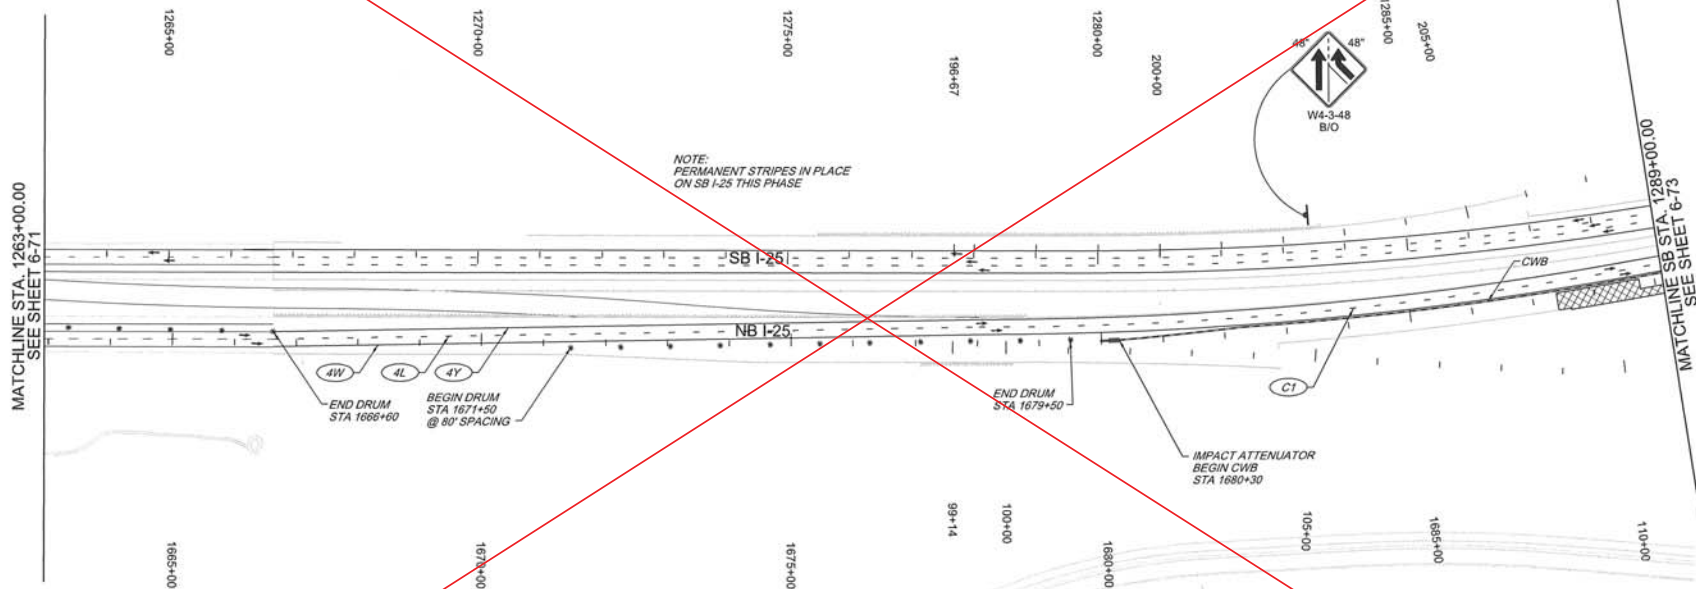 1265+00
1270+00
1275+00
196+67
1280+00
200+00
1285+00
205+00
48"
48"
W4-3-48
B/O
NOTE:
PERMANENT STRIPES IN PLACE
ON SB I-25 THIS PHASE
MATCHLINE STA. 1263+00.00
SEE SHEET 6-71
MATCHLINE SB STA. 1289+00.00
SEE SHEET 6-73
SB I-25
CWB
NB I-25
4W
4L
4Y
C1
END DRUM
STA 1666+60
BEGIN DRUM
STA 1671+50
@ 80' SPACING
END DRUM
STA 1679+50
IMPACT ATTENUATOR
BEGIN CWB
STA 1680+30
1665+00
1670+00
1675+00
99+14
100+00
1680+00
105+00
1685+00
110+00